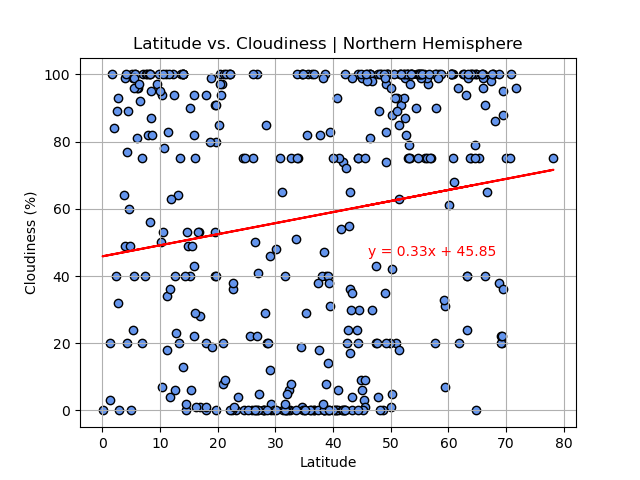 Latitude vs. Cloudiness | Northern Hemisphere
100
80
60
40
20
0
Cloudiness (%)
y = 0.33x + 45.85
0 10 20 30 40 50 60 70 80
Latitude